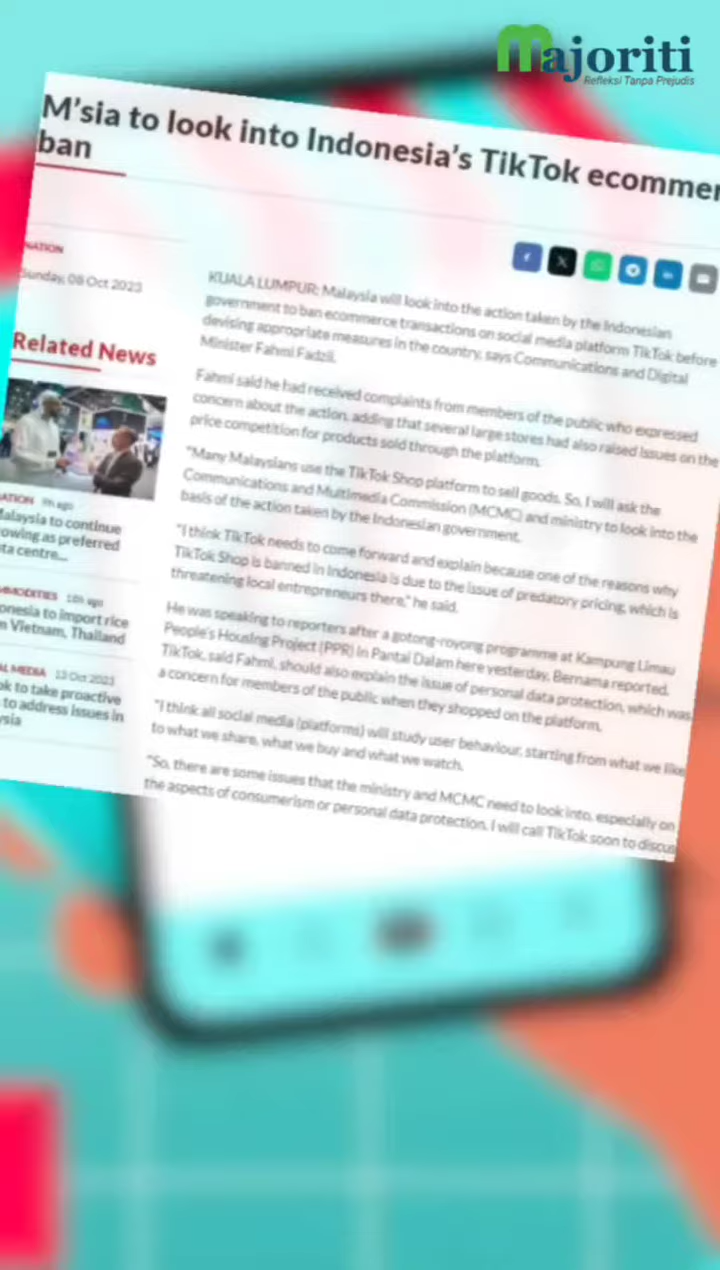 majoriti
Refleksi Tanpa Prejudis
M'sia to look into Indonesia's TikTok ecommer
ban
NATION
Sunday, 08 Oct 2023
KUALA LUMPUR: Malaysia will look into the action taken by the Indonesian
government to ban ecommerce transactions on social media platform TikTok before
devising appropriate measures in the country, says Communications and Digital
Minister Fahmi Fadzil.
Fahmi said he had received complaints from members of the public who expressed
concern about the action, adding that several large stores had also raised issues on the
price competition for products sold through the platform.
"Many Malaysians use the TikTok Shop platform to sell goods. So, I will ask the
Communications and Multimedia Commission (MCMC) and ministry to look into the
basis of the action taken by the Indonesian government.
"I think TikTok needs to come forward and explain because one of the reasons why
TikTok Shop is banned in Indonesia is due to the issue of predatory pricing, which is
threatening local entrepreneurs there," he said.
He was speaking to reporters after a gotong-royong programme at Kampung Limau
People's Housing Project (PPR) in Pantai Dalam here yesterday, Bernama reported.
TikTok, said Fahmi, should also explain the issue of personal data protection, which was
a concern for members of the public when they shopped on the platform.
"I think all social media (platforms) will study user behaviour, starting from what we like
to what we share, what we buy and what we watch.
"So, there are some issues that the ministry and MCMC need to look into, especially on
the aspects of consumerism or personal data protection. I will call TikTok soon to discus
Related News
NATION 9h ago
Malaysia to continue
owing as preferred
ta centre...
MMODITIES 10h ago
onesia to import rice
m Vietnam, Thailand
AL MEDIA 13 Oct 2023
ok to take proactive
to address issues in
ysia